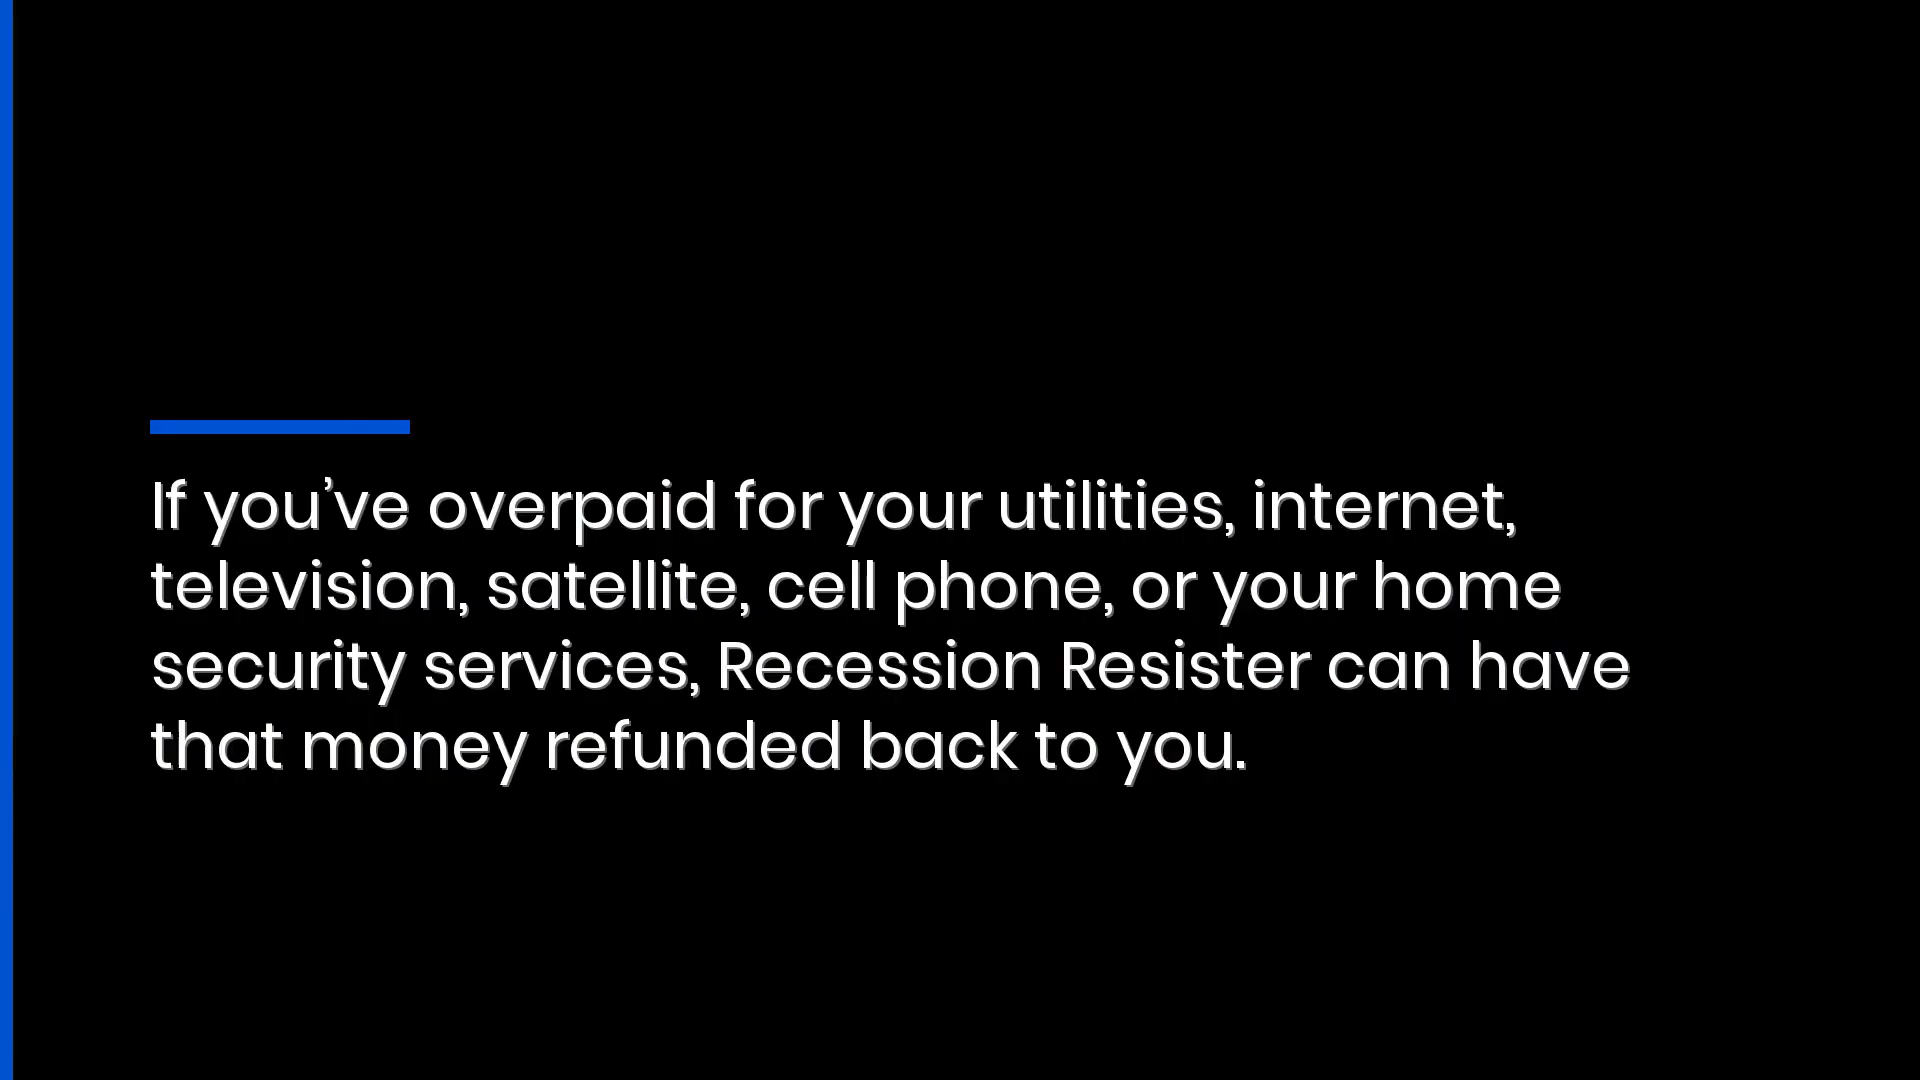 If you’ve overpaid for your utilities, internet,
television, satellite, cell phone, or your home
security services, Recession Resister can have
that money refunded back to you.